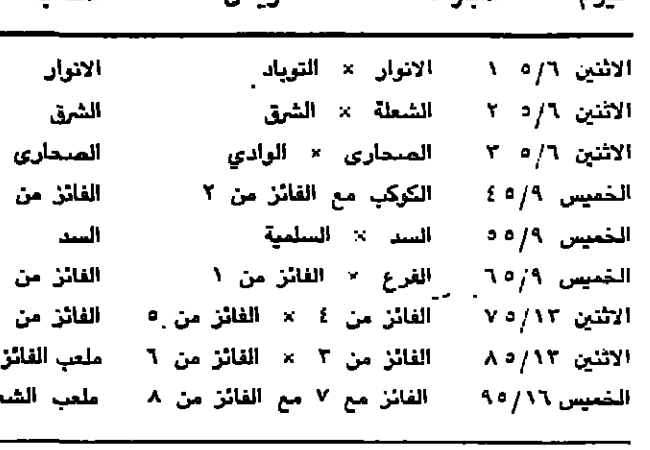 الاثنين ٥/٦ ١ الانوار × التوباد الانوار
الاثنين ٥/٦ ٢ الشعلة × الشرق الشرق
الاثنين ٥/٦ ٣ الصحارى × الوادي الصحارى
الخميس ٥/٩ ٤ الكوكب مع الفائز من ٢ الفائز من
الخميس ٥/٩ ٥ السد × السلمية السد
الخميس ٥/٩ ٦ الفرع × الفائز من ١ الفائز من
الاثنين ٥/١٣ ٧ الفائز من ٤ × الفائز من ٥ الفائز من
الاثنين ٥/١٣ ٨ الفائز من ٣ × الفائز من ٦ ملعب الفائز
الخميس ٥/١٦ ٩ الفائز مع ٧ مع الفائز من ٨ ملعب